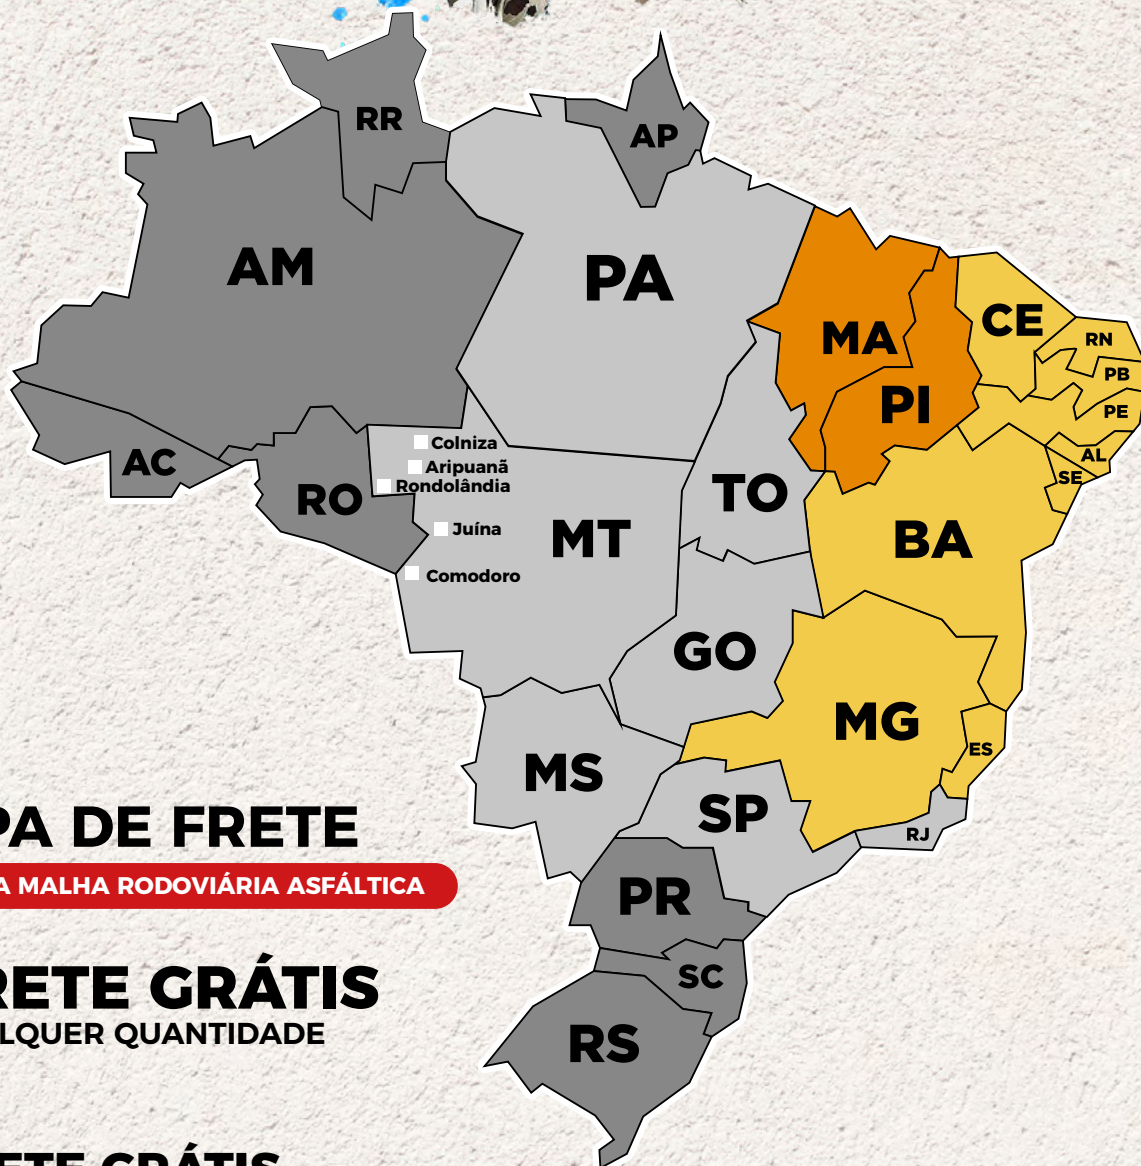 RR
AP
AM
PA
CE
MA
RN
PB
PI
PE
Colniza
AL
AC
Aripuanã
SE
Rondolândia
RO
TO
Juína
MT
BA
Comodoro
GO
MG
ES
MS
SP
RJ
PA DE FRETE
A MALHA RODOVIÁRIA ASFÁLTICA
PR
SC
RETE GRÁTIS
LQUER QUANTIDADE
RS
ETE GRÁTIS